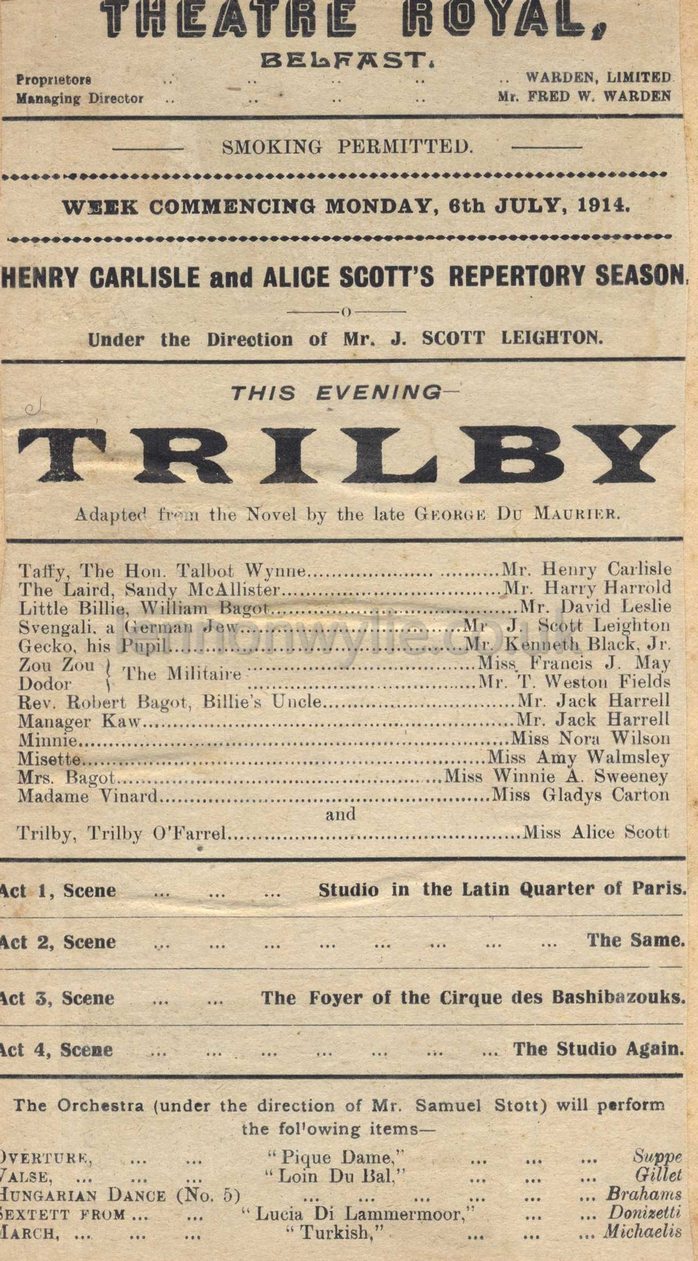 THEATRE ROYAL,
BELFAST.
Proprietors .. .. .. .. .. WARDEN, LIMITED
Managing Director .. .. .. .. Mr. FRED W. WARDEN
SMOKING PERMITTED.
WEEK COMMENCING MONDAY, 6th JULY, 1914.
HENRY CARLISLE and ALICE SCOTT'S REPERTORY SEASON.
o
Under the Direction of Mr. J. SCOTT LEIGHTON.
THIS EVENING—
TRILBY
Adapted from the Novel by the late GEORGE DU MAURIER.
Taffy, The Hon. Talbot Wynne.................................Mr. Henry Carlisle
The Laird, Sandy McAllister.................................Mr. Harry Harrold
Little Billie, William Bagot.................................Mr. David Leslie
Svengali, a German Jew.................................Mr J. Scott Leighton
Gecko, his Pupil.................................Mr. Kenneth Black, Jr.
Zou Zou } The Militaire .................................Miss Francis J. May
Dodor .................................Mr. T. Weston Fields
Rev. Robert Bagot, Billie's Uncle.................................Mr. Jack Harrell
Manager Kaw.................................Mr. Jack Harrell
Minnie.................................Miss Nora Wilson
Misette.................................Miss Amy Walmsley
Mrs. Bagot.................................Miss Winnie A. Sweeney
Madame Vinard.................................Miss Gladys Carton
and
Trilby, Trilby O'Farrel.................................Miss Alice Scott
Act 1, Scene ... ... ... Studio in the Latin Quarter of Paris.
Act 2, Scene ... ... ... ... ... ... ... ... The Same.
Act 3, Scene ... ... The Foyer of the Cirque des Bashibazouks.
Act 4, Scene ... ... ... ... ... ... ... The Studio Again.
The Orchestra (under the direction of Mr. Samuel Stott) will perform
the following items—
OVERTURE, ... ... "Pique Dame," ... ... ... Suppe
VALSE, ... ... ... "Loin Du Bal," ... ... ... Gillet
HUNGARIAN DANCE (No. 5) ... ... ... ... ... Brahams
SEXTETT FROM ... ... "Lucia Di Lammermoor," ... ... Donizetti
MARCH, ... ... ... "Turkish," ... ... ... Michaelis